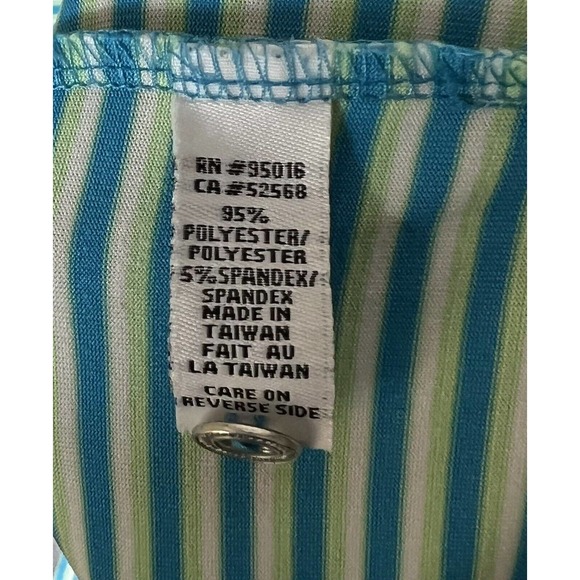 RN #95016
CA #52568
95%
POLYESTER/
POLYESTER
5%SPANDEX/
SPANDEX
MADE IN
TAIWAN
FAIT AU
LA TAIWAN
CARE ON
REVERSE SIDE